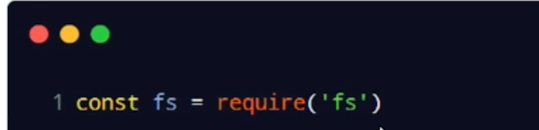 1 const fs = require('fs')